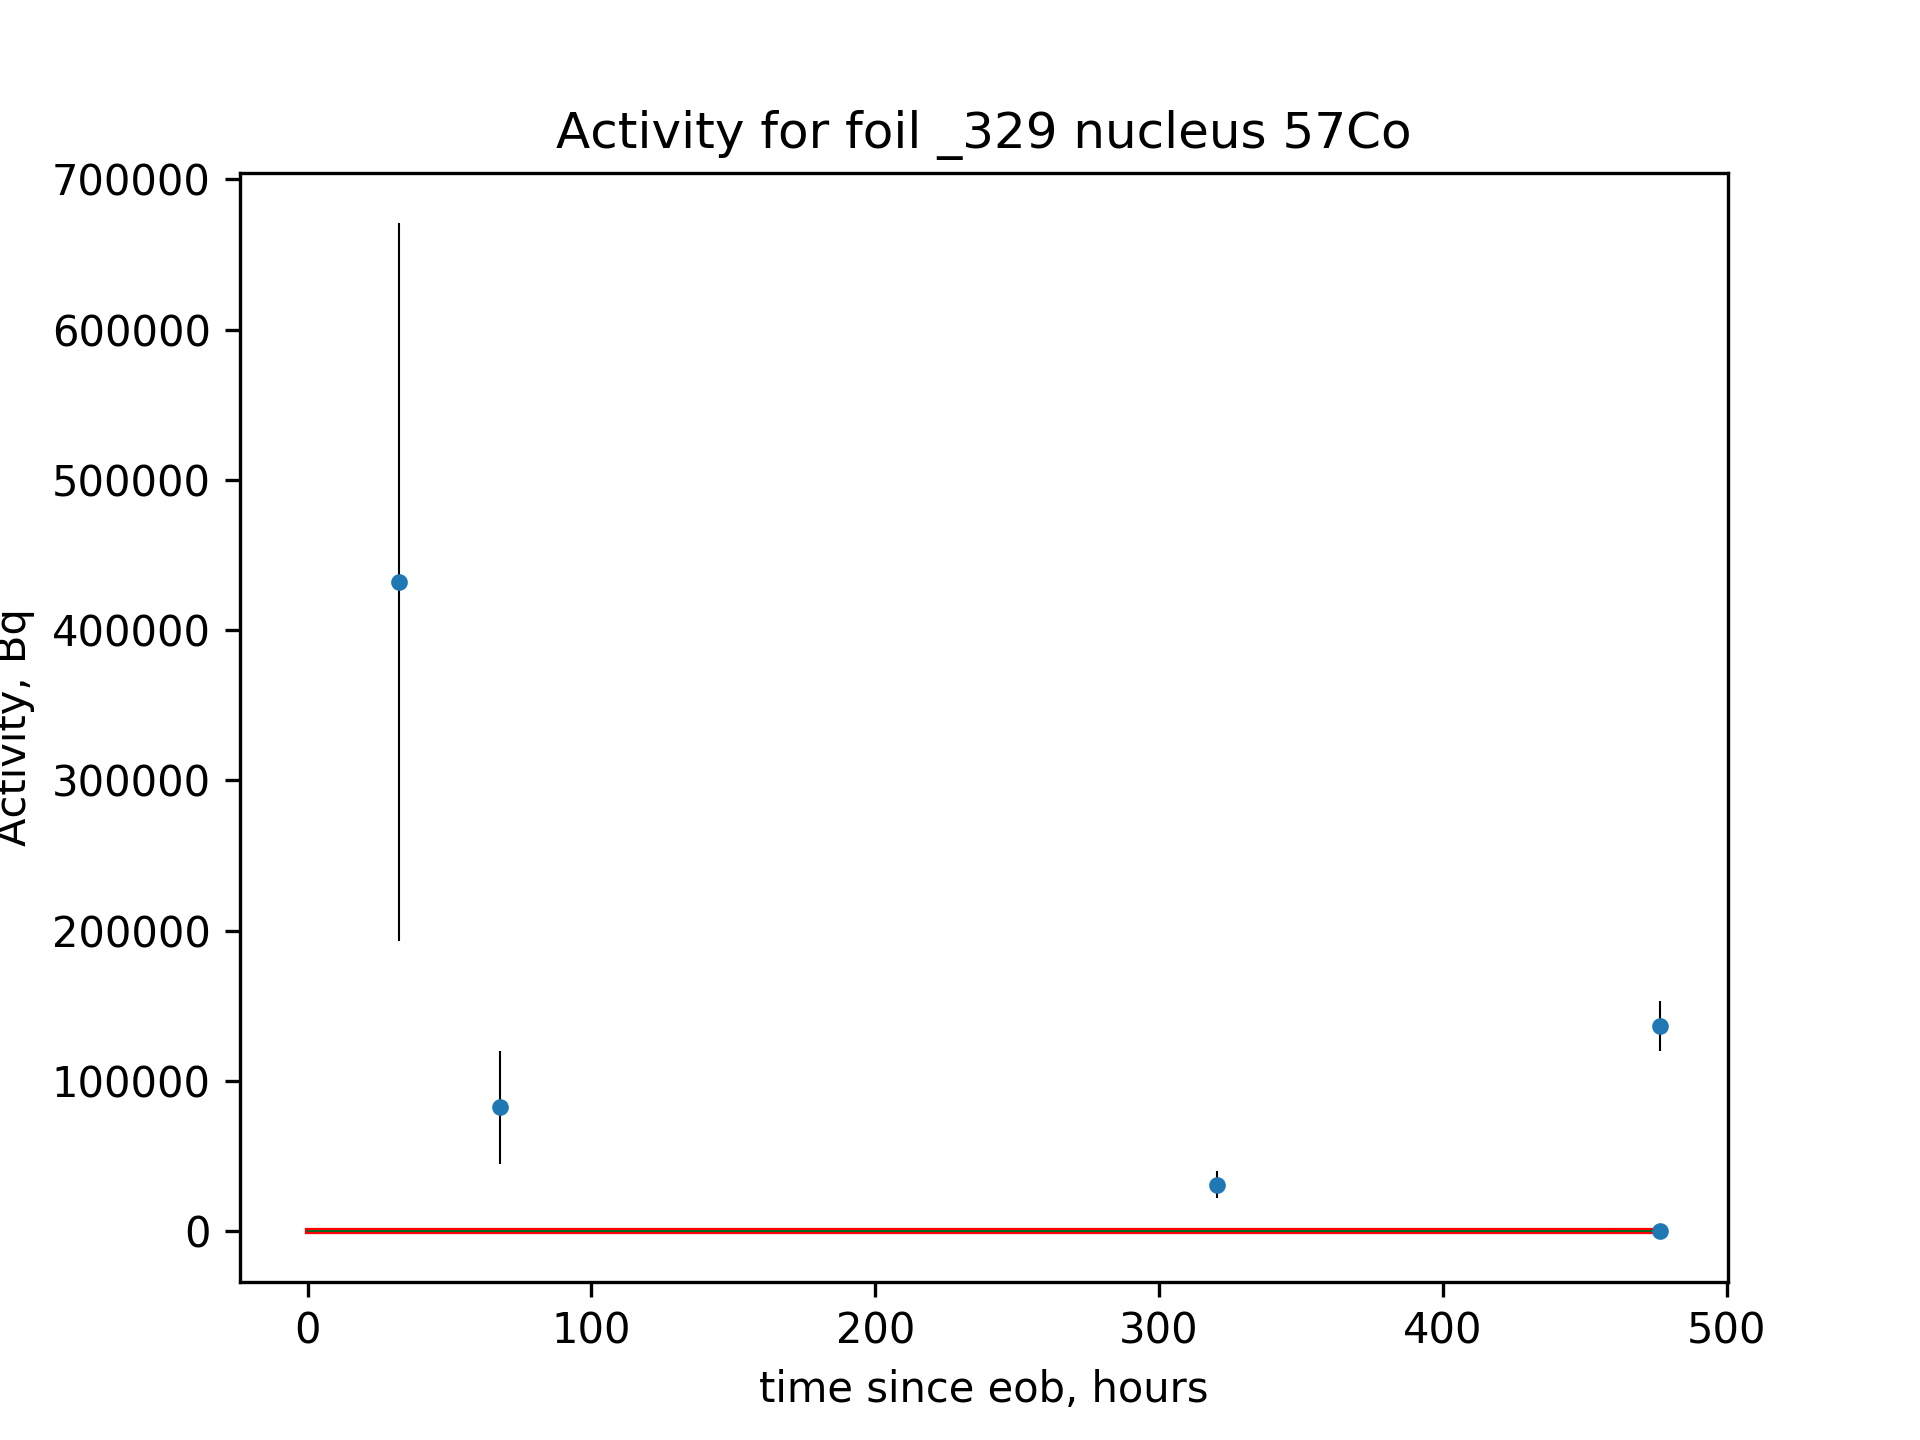 Activity for foil _329 nucleus 57Co
700000
600000
500000
400000
300000
200000
100000
0
Activity, Bq
0 100 200 300 400 500
time since eob, hours